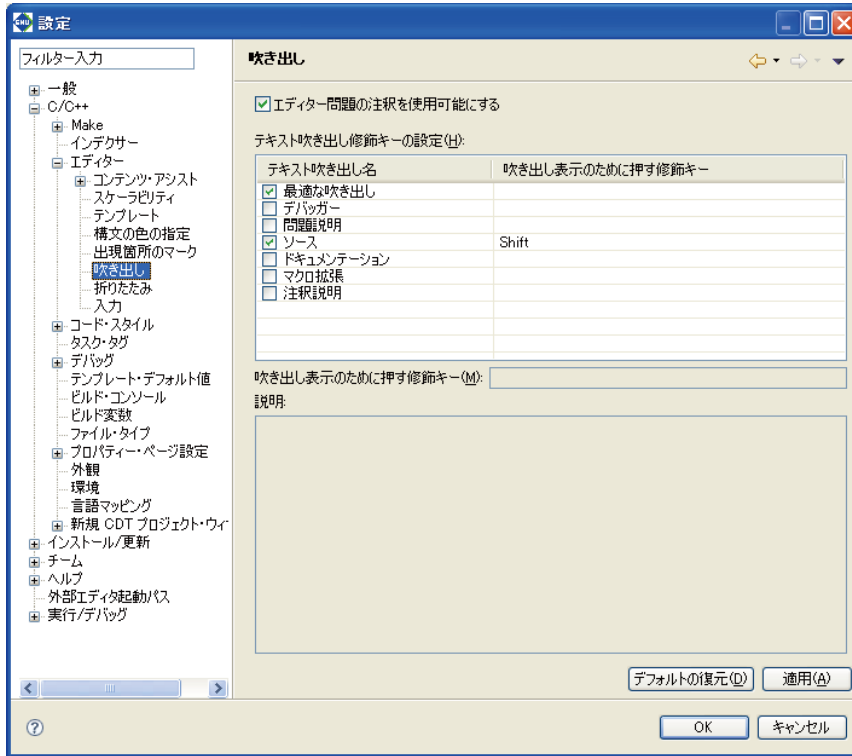 設定
フィルター入力
一般
C/C++
Make
インデクサー
エディター
コンテンツ・アシスト
スケーラビリティ
テンプレート
構文の色の指定
出現箇所のマーク
吹き出し
折りたたみ
入力
コード・スタイル
タスク・タグ
デバッグ
テンプレート・デフォルト値
ビルド・コンソール
ビルド変数
ファイル・タイプ
プロパティー・ページ設定
外観
環境
言語マッピング
新規 CDT プロジェクト・ウィ
インストール/更新
チーム
ヘルプ
外部エディタ起動パス
実行/デバッグ
吹き出し
エディター問題の注釈を使用可能にする
テキスト吹き出し修飾キーの設定(H):
テキスト吹き出し名 吹き出し表示のために押す修飾キー
最適な吹き出し
デバッガー
問題説明
ソース Shift
ドキュメンテーション
マクロ拡張
注釈説明
吹き出し表示のために押す修飾キー(M):
説明:
デフォルトの復元(D) 適用(A)
OK キャンセル